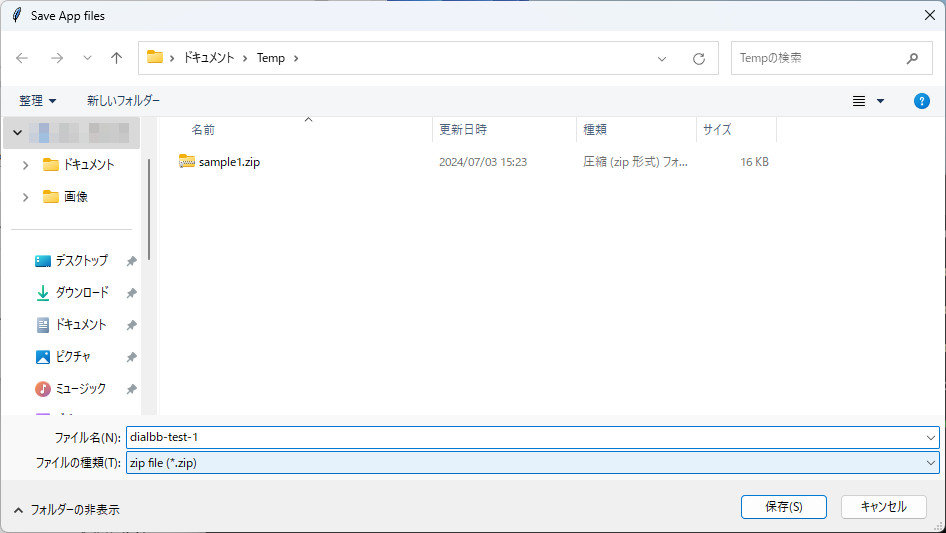 Save App files
ドキュメント Temp
Tempの検索
整理 新しいフォルダー
名前 更新日時 種類 サイズ
sample1.zip 2024/07/03 15:23 圧縮 (zip 形式) フォ... 16 KB
ドキュメント
画像
デスクトップ
ダウンロード
ドキュメント
ピクチャ
ミュージック
ファイル名(N): dialbb-test-1
ファイルの種類(T): zip file (*.zip)
フォルダーの非表示 保存(S) キャンセル